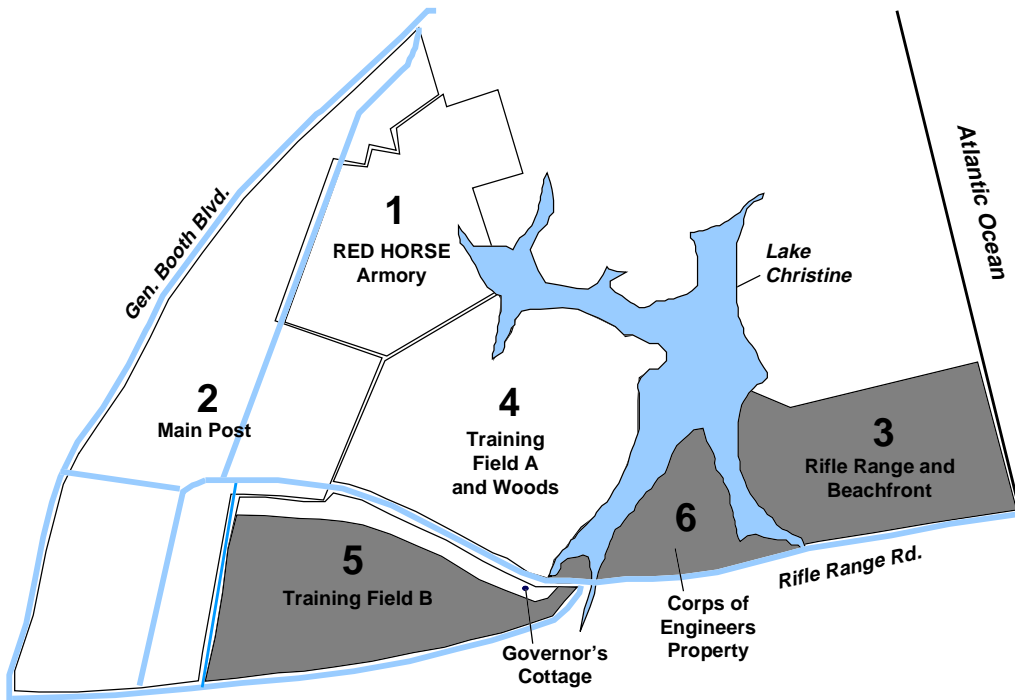 Gen. Booth Blvd.
1
RED HORSE
Armory
Lake
Christine
Atlantic Ocean
2
Main Post
4
Training
Field A
and Woods
3
Rifle Range and
Beachfront
6
5
Training Field B
Rifle Range Rd.
Corps of
Engineers
Property
Governor’s
Cottage